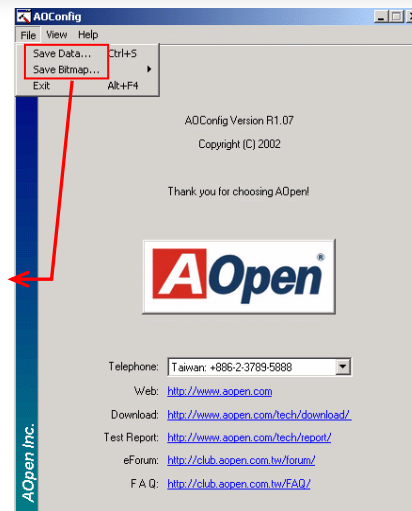 AOConfig
File View Help
Save Data... Ctrl+S
Save Bitmap...
Exit Alt+F4
AOConfig Version R1.07
Copyright (C) 2002
Thank you for choosing AOpen!
AOpen®
Telephone: Taiwan: +886-2-3789-5888
Web: http://www.aopen.com
Download: http://www.aopen.com/tech/download/
Test Report: http://www.aopen.com/tech/report/
eForum: http://club.aopen.com.tw/forum/
F A Q: http://club.aopen.com.tw/FAQ/
AOpen Inc.